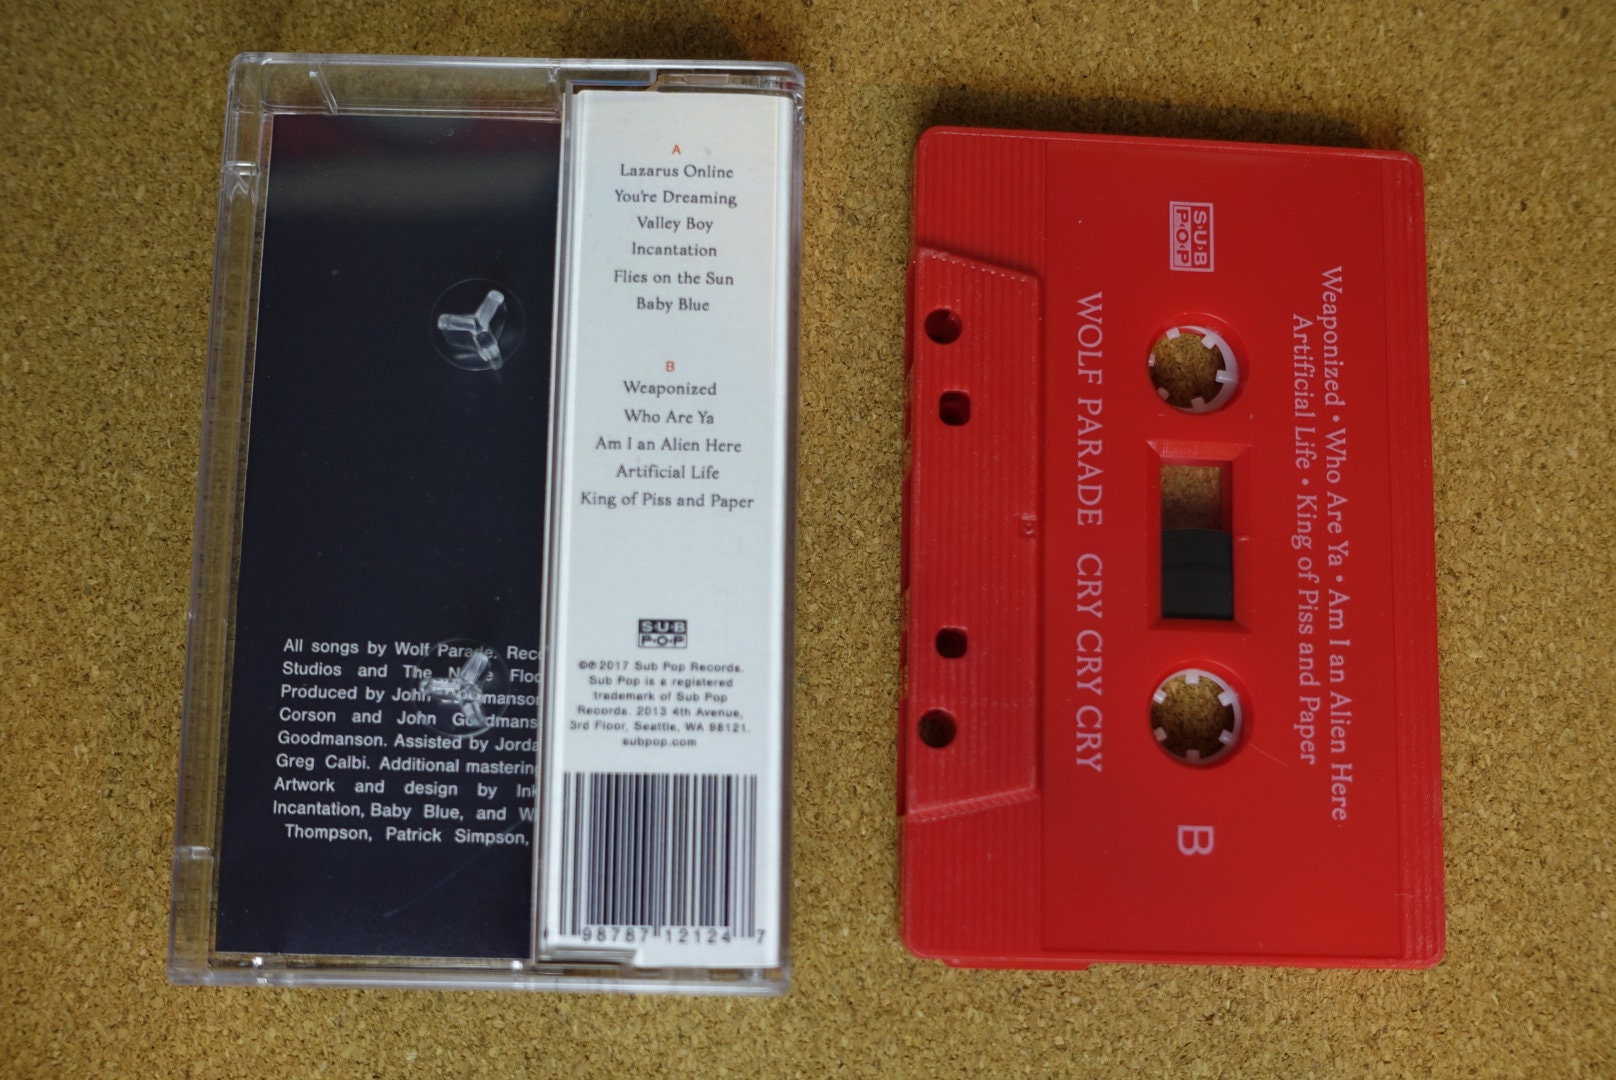 A
Lazarus Online
You're Dreaming
Valley Boy
Incantation
Flies on the Sun
Baby Blue
B
Weaponized
Who Are Ya
Am I an Alien Here
Artificial Life
King of Piss and Paper
SUB
POP
©℗2017 Sub Pop Records.
Sub Pop is a registered
trademark of Sub Pop
Records. 2013 4th Avenue,
3rd Floor, Seattle, WA 98121.
subpop.com
98787 12124 7
All songs by Wolf Parade.
Studios and The
Produced by John
Corson and John
Goodmanson. Assisted by
Greg Calbi. Additional mastering
Artwork and design by
Incantation, Baby Blue, and
Thompson, Patrick Simpson,
SUB
POP
Weaponized • Who Are Ya • Am I an Alien Here
Artificial Life • King of Piss and Paper
WOLF PARADE CRY CRY CRY
B